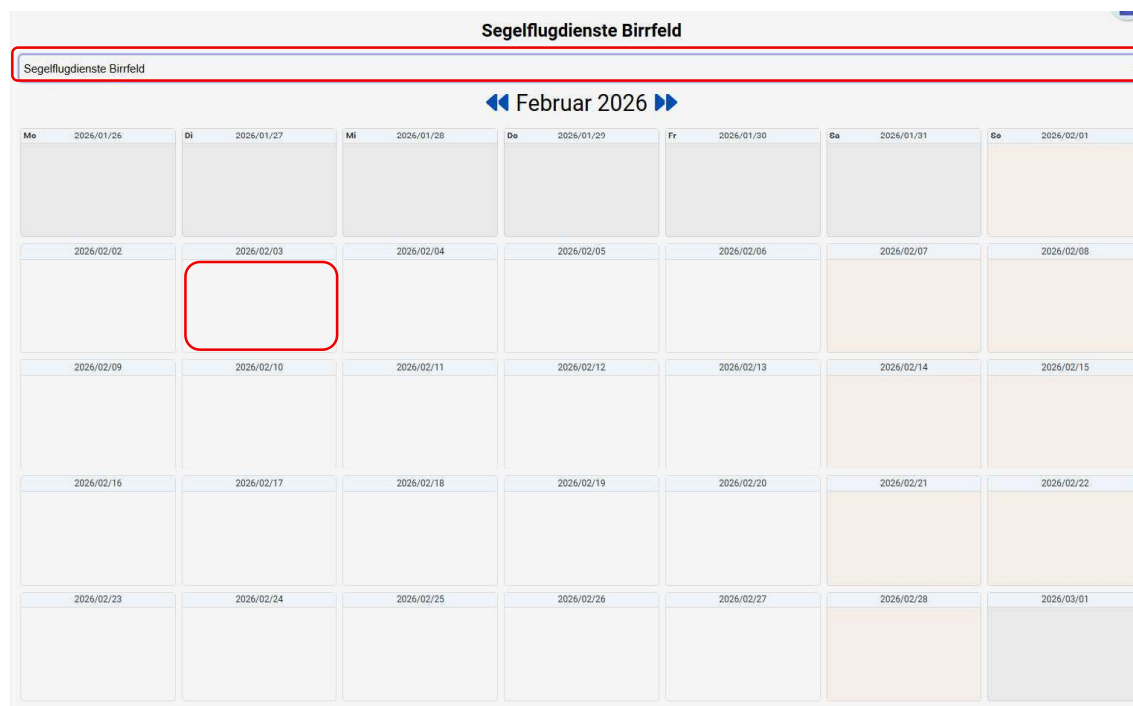 Segelflugdienste Birrfeld
Segelflugdienste Birrfeld
Februar 2026
Mo 2026/01/26 Di 2026/01/27 Mi 2026/01/28 Do 2026/01/29 Fr 2026/01/30 Sa 2026/01/31 So 2026/02/01
2026/02/02 2026/02/03 2026/02/04 2026/02/05 2026/02/06 2026/02/07 2026/02/08
2026/02/09 2026/02/10 2026/02/11 2026/02/12 2026/02/13 2026/02/14 2026/02/15
2026/02/16 2026/02/17 2026/02/18 2026/02/19 2026/02/20 2026/02/21 2026/02/22
2026/02/23 2026/02/24 2026/02/25 2026/02/26 2026/02/27 2026/02/28 2026/03/01